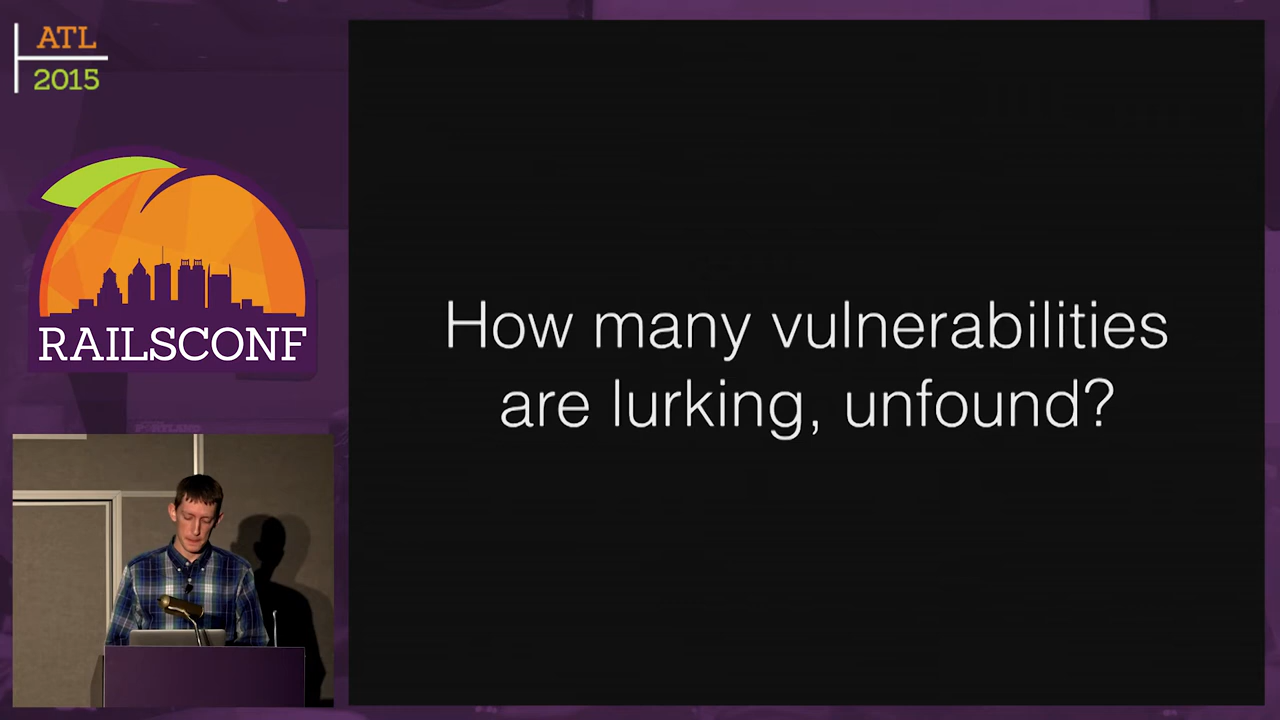 ATL
2015
RAILSCONF
How many vulnerabilities
are lurking, unfound?